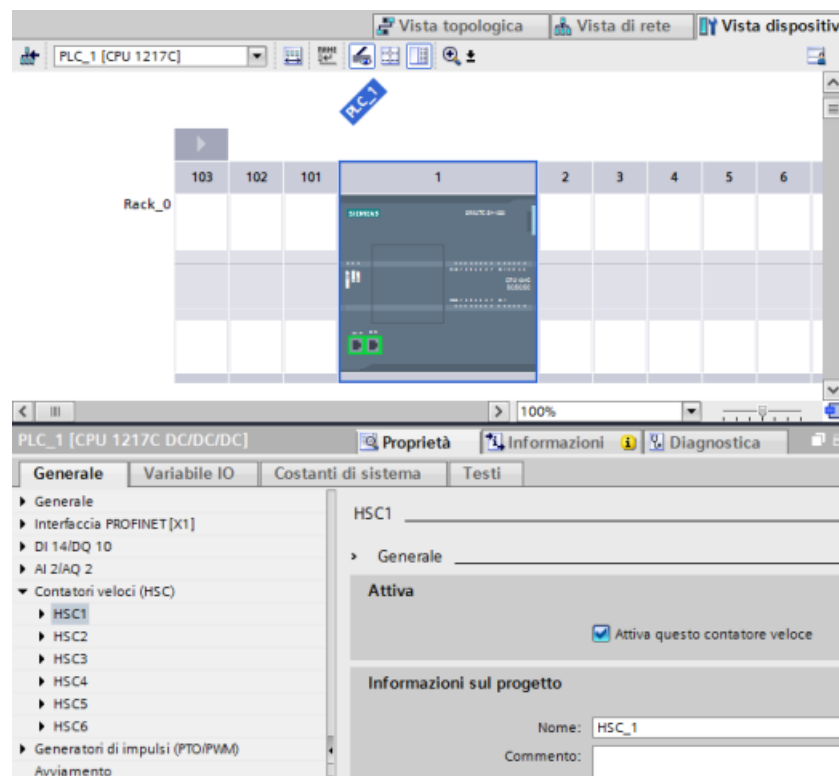 Vista topologica Vista di rete Vista dispositiv
PLC_1 [CPU 1217C]
PLC_1
103 102 101 1 2 3 4 5 6
Rack_0
SIEMENS
100%
PLC_1 [CPU 1217C DC/DC/DC] Proprietà Informazioni Diagnostica
Generale Variabile IO Costanti di sistema Testi
Generale
Interfaccia PROFINET [X1]
DI 14/DQ 10
AI 2/AQ 2
Contatori veloci (HSC)
HSC1
HSC2
HSC3
HSC4
HSC5
HSC6
Generatori di impulsi (PTO/PWM)
Avviamento
HSC1
Generale
Attiva
Attiva questo contatore veloce
Informazioni sul progetto
Nome: HSC_1
Commento: